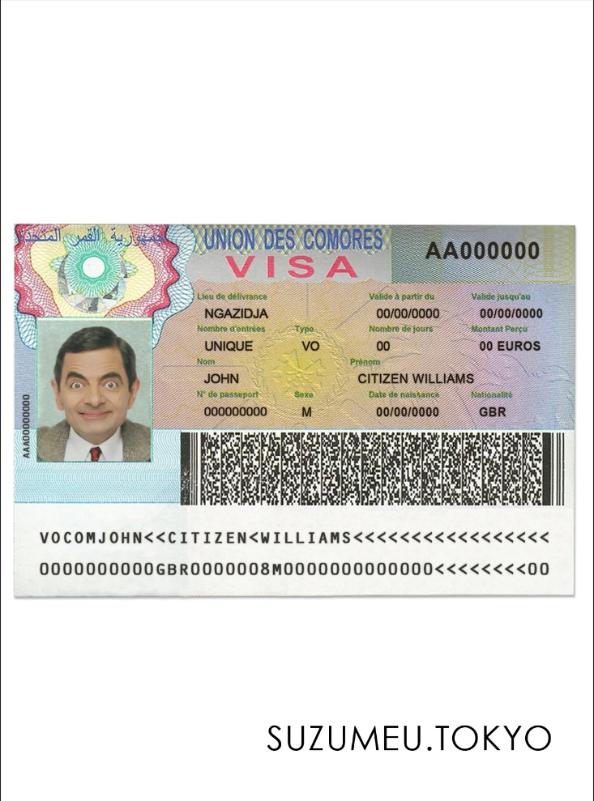 جمهورية القمر المتحدة
UNION DES COMORES
VISA
AA000000
Lieu de délivrance Valide à partir du Valide jusqu'au
NGAZIDJA 00/00/0000 00/00/0000
Nombre d'entrées Type Nombre de jours Montant Perçu
UNIQUE VO 00 00 EUROS
Nom Prénom
JOHN CITIZEN WILLIAMS
N° de passeport Sexe Date de naissance Nationalité
000000000 M 00/00/0000 GBR
AAA00000000
VOCOMJOHN<<CITIZEN<WILLIAMS<<<<<<<<<<<<<<<<<
0000000000GBR0000008M00000000000000<<<<<<<<00
SUZUMEU.TOKYO